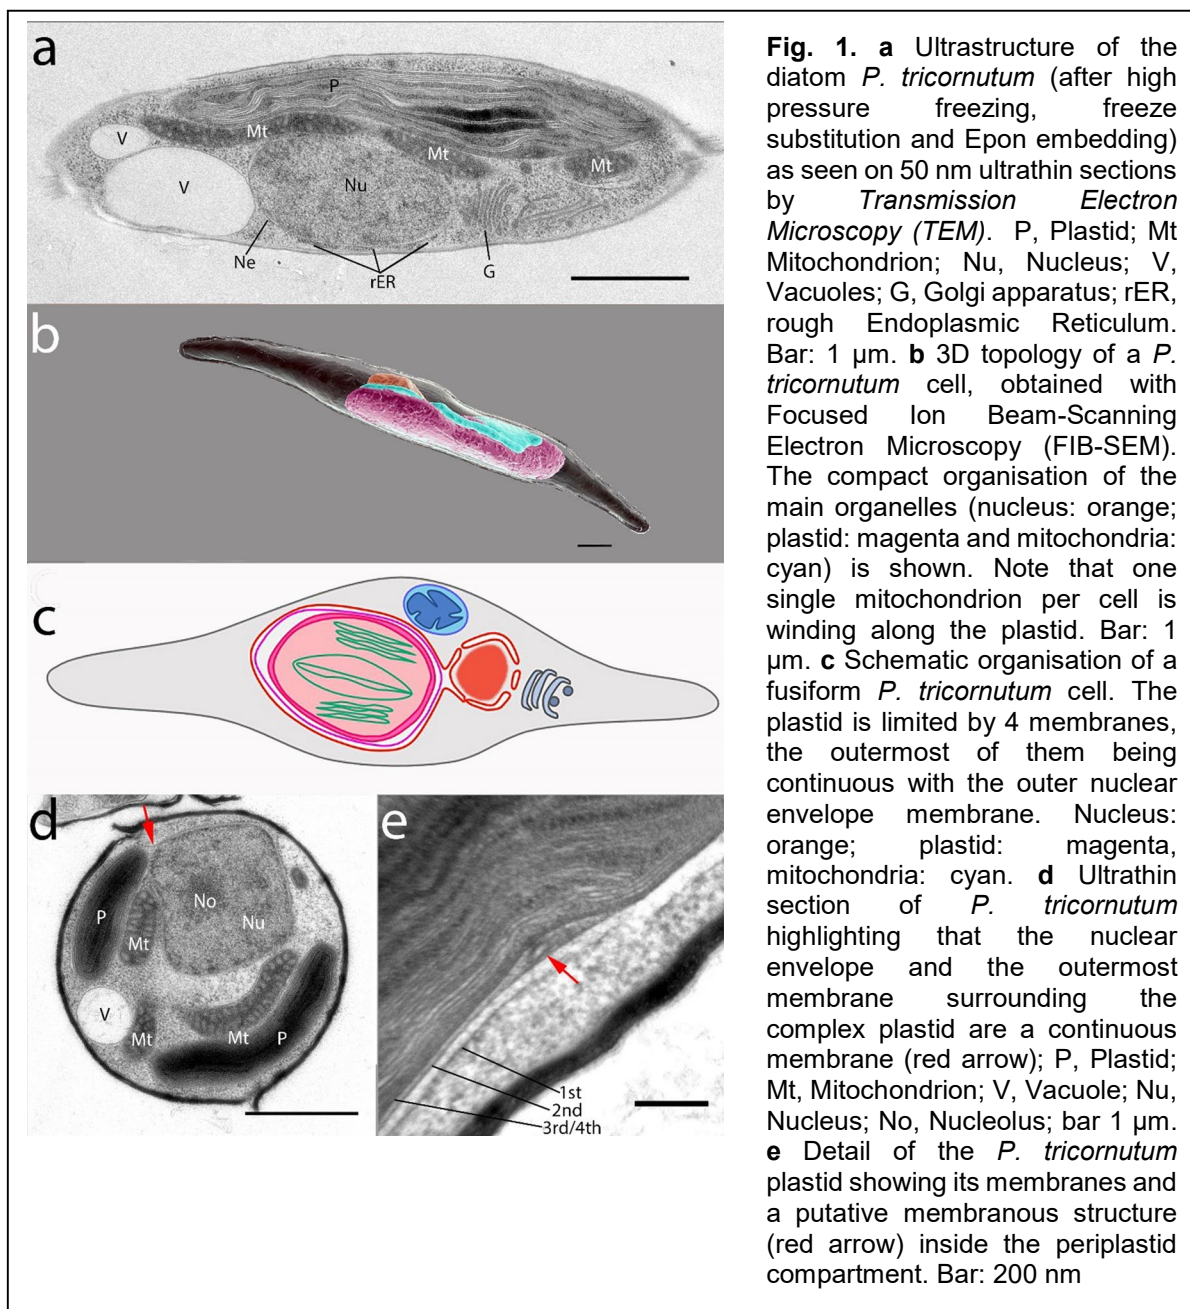 a
P
V
Mt
Mt
Mt
V
Nu
Ne
rER
G
b
c
d
No
Nu
P
Mt
V
Mt
Mt
P
e
1st
2nd
3rd/4th
Fig. 1. a Ultrastructure of the
diatom P. tricornutum (after high
pressure freezing, freeze
substitution and Epon embedding)
as seen on 50 nm ultrathin sections
by Transmission Electron
Microscopy (TEM). P, Plastid; Mt
Mitochondrion; Nu, Nucleus; V,
Vacuoles; G, Golgi apparatus; rER,
rough Endoplasmic Reticulum.
Bar: 1 µm. b 3D topology of a P.
tricornutum cell, obtained with
Focused Ion Beam-Scanning
Electron Microscopy (FIB-SEM).
The compact organisation of the
main organelles (nucleus: orange;
plastid: magenta and mitochondria:
cyan) is shown. Note that one
single mitochondrion per cell is
winding along the plastid. Bar: 1
µm. c Schematic organisation of a
fusiform P. tricornutum cell. The
plastid is limited by 4 membranes,
the outermost of them being
continuous with the outer nuclear
envelope membrane. Nucleus:
orange; plastid: magenta,
mitochondria: cyan. d Ultrathin
section of P. tricornutum
highlighting that the nuclear
envelope and the outermost
membrane surrounding the
complex plastid are a continuous
membrane (red arrow); P, Plastid;
Mt, Mitochondrion; V, Vacuole; Nu,
Nucleus; No, Nucleolus; bar 1 µm.
e Detail of the P. tricornutum
plastid showing its membranes and
a putative membranous structure
(red arrow) inside the periplastid
compartment. Bar: 200 nm